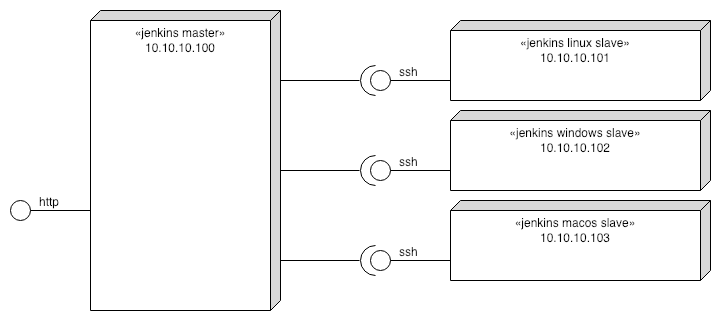 «jenkins master»
10.10.10.100
http
ssh
«jenkins linux slave»
10.10.10.101
ssh
«jenkins windows slave»
10.10.10.102
ssh
«jenkins macos slave»
10.10.10.103